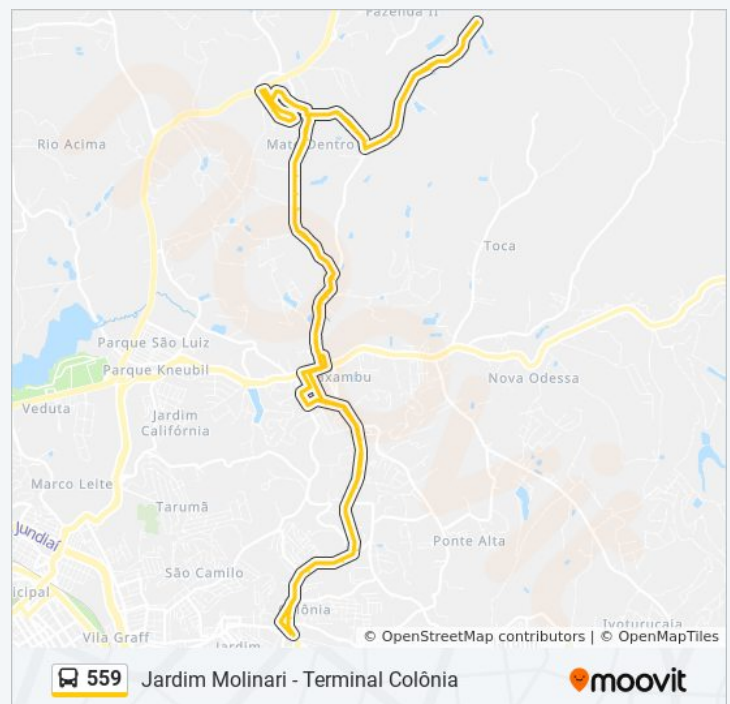 Fazenda II
Rio Acima
Mato Dentro
Toca
Parque São Luiz
Parque Kneubil
Caxambu
Nova Odessa
Veduta
Jardim
Califórnia
Marco Leite
Tarumã
Jundiaí
Ponte Alta
São Camilo
icipal
Colônia
Ivoturucaia
Vila Graff
Jardim
© OpenStreetMap contributors | © OpenMapTiles
559 Jardim Molinari - Terminal Colônia
moovit